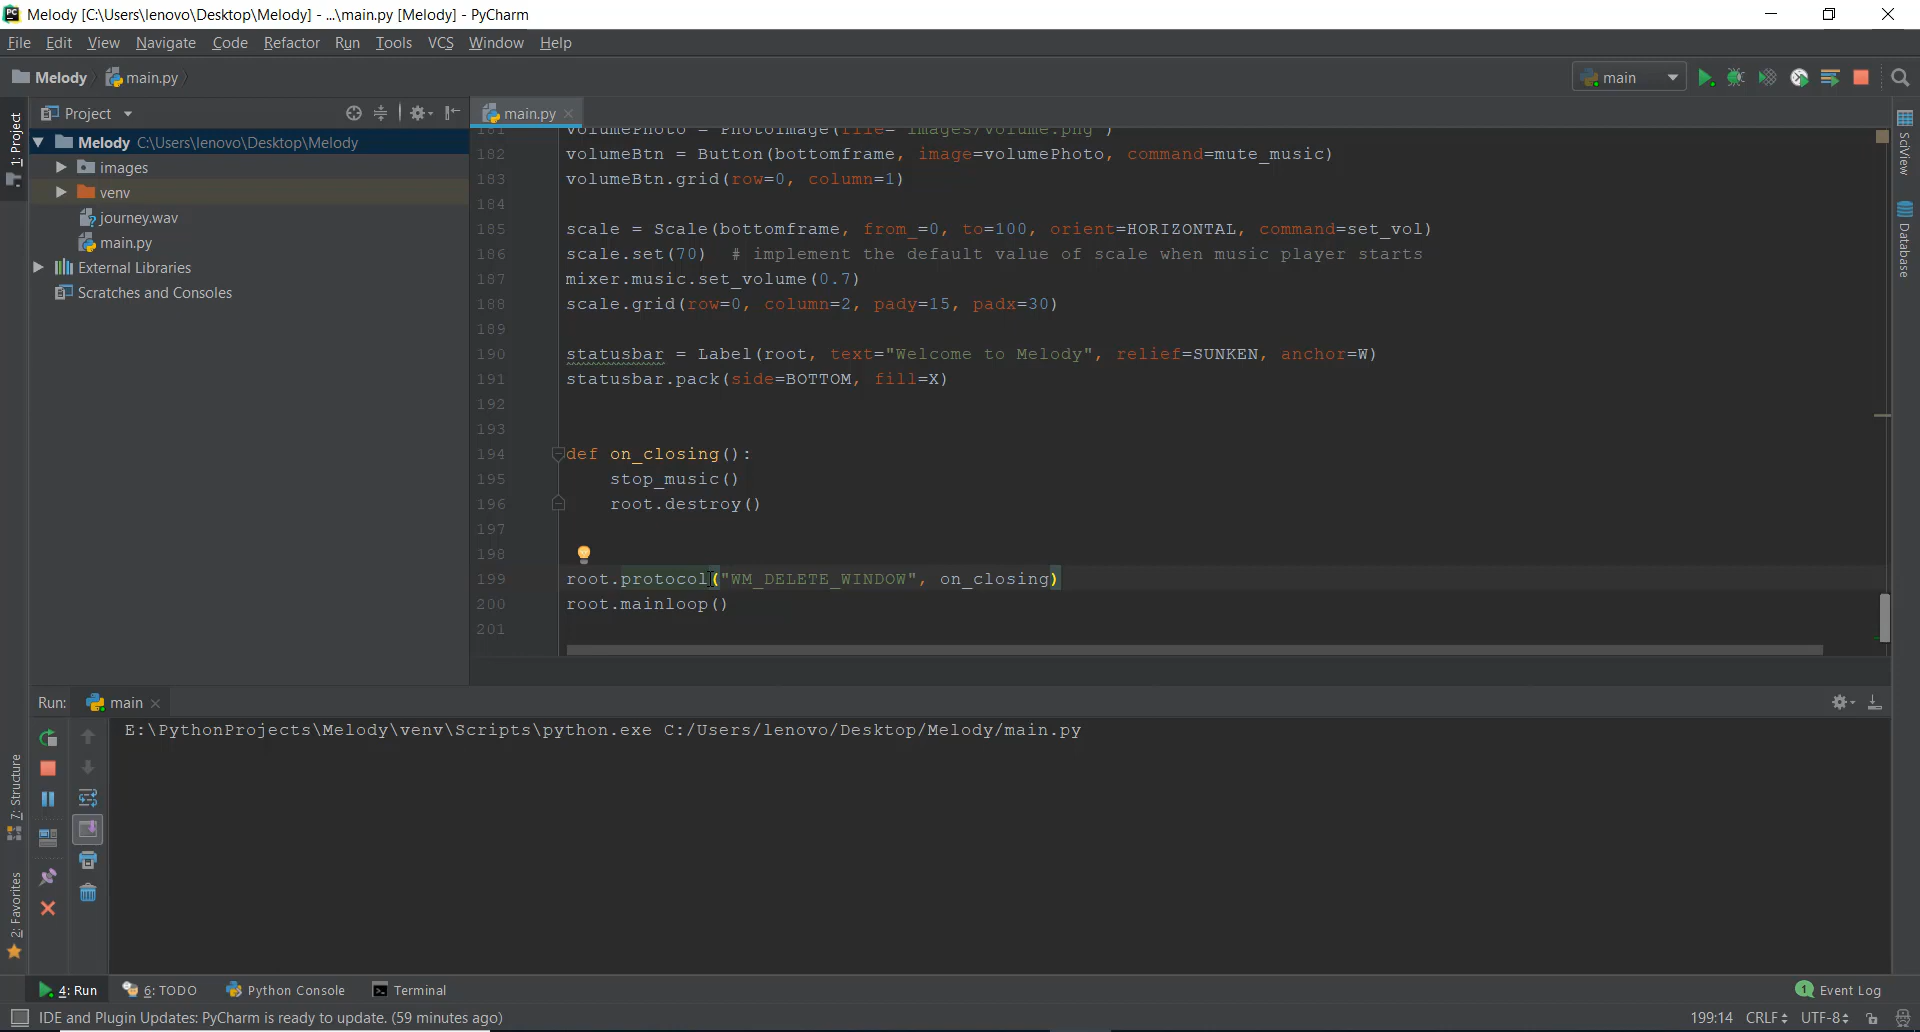 Melody [C:\Users\lenovo\Desktop\Melody] - ...\main.py [Melody] - PyCharm
File Edit View Navigate Code Refactor Run Tools VCS Window Help
Melody main.py main
1: Project
Project
main.py
Melody C:\Users\lenovo\Desktop\Melody
images
venv
journey.wav
main.py
External Libraries
Scratches and Consoles
181 volumePhoto = PhotoImage(file="images/volume.png")
182 volumeBtn = Button(bottomframe, image=volumePhoto, command=mute_music)
183 volumeBtn.grid(row=0, column=1)
184
185 scale = Scale(bottomframe, from_=0, to=100, orient=HORIZONTAL, command=set_vol)
186 scale.set(70)  # implement the default value of scale when music player starts
187 mixer.music.set_volume(0.7)
188 scale.grid(row=0, column=2, pady=15, padx=30)
189
190 statusbar = Label(root, text="Welcome to Melody", relief=SUNKEN, anchor=W)
191 statusbar.pack(side=BOTTOM, fill=X)
192
193
194 def on_closing():
195     stop_music()
196     root.destroy()
197
198
199 root.protocol("WM_DELETE_WINDOW", on_closing)
200 root.mainloop()
201
SciView
Database
Run: main
E:\PythonProjects\Melody\venv\Scripts\python.exe C:/Users/lenovo/Desktop/Melody/main.py
7: Structure
2: Favorites
4: Run 6: TODO Python Console Terminal 1 Event Log
IDE and Plugin Updates: PyCharm is ready to update. (59 minutes ago) 199:14 CRLF UTF-8